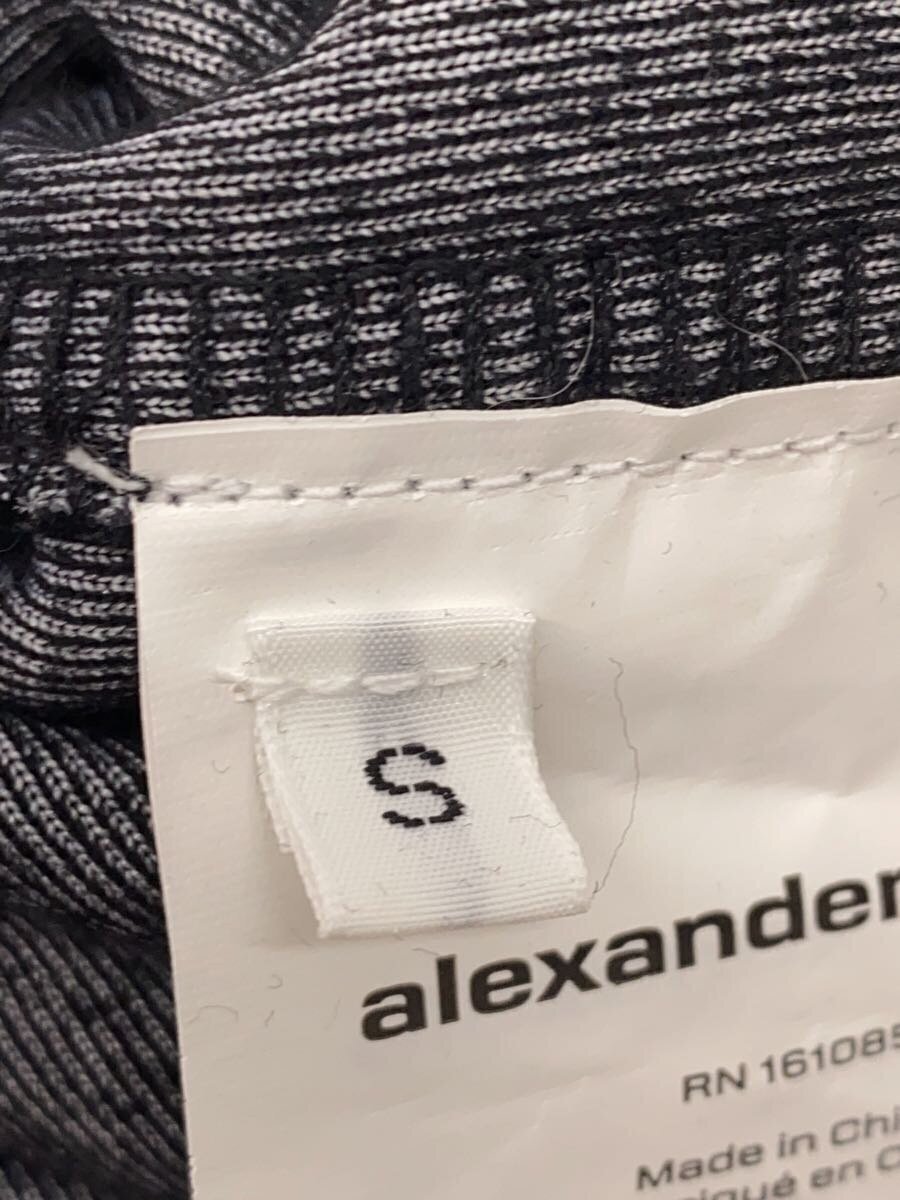 S
alexander
RN 161085
Made in Chi
iqué en C